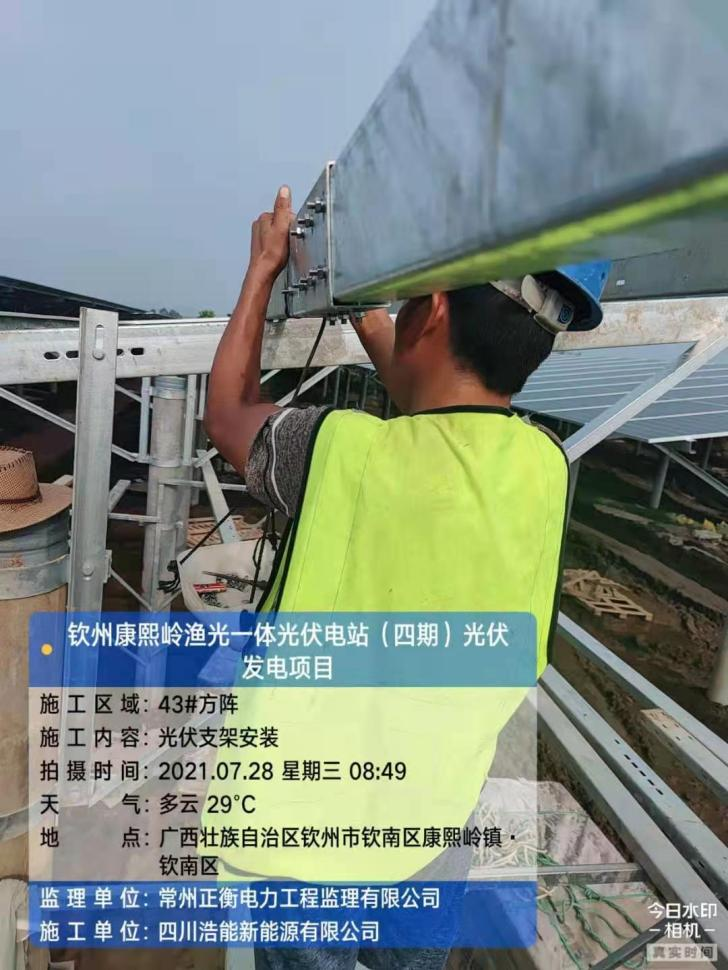 钦州康熙岭渔光一体光伏电站（四期）光伏
发电项目
施工区域：43#方阵
施工内容：光伏支架安装
拍摄时间：2021.07.28 星期三 08:49
天气：多云 29°C
地点：广西壮族自治区钦州市钦南区康熙岭镇·
钦南区
监理单位：常州正衡电力工程监理有限公司
施工单位：四川浩能新能源有限公司
今日水印
-相机-
真实时间